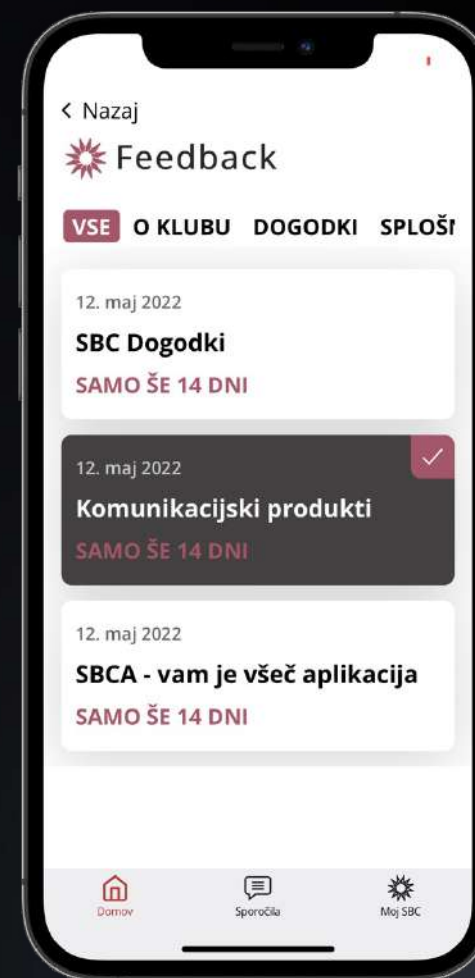 Nazaj
Feedback
VSE O KLUBU DOGODKI SPLOŠN
12. maj 2022
SBC Dogodki
SAMO ŠE 14 DNI
12. maj 2022
Komunikacijski produkti
SAMO ŠE 14 DNI
12. maj 2022
SBCA - vam je všeč aplikacija
SAMO ŠE 14 DNI
Domov Sporočila Moj SBC